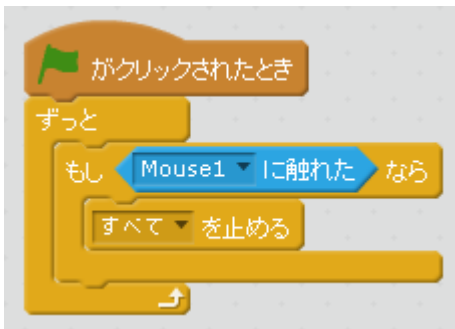 がクリックされたとき
ずっと
もし Mouse1 に触れた なら
すべて を止める